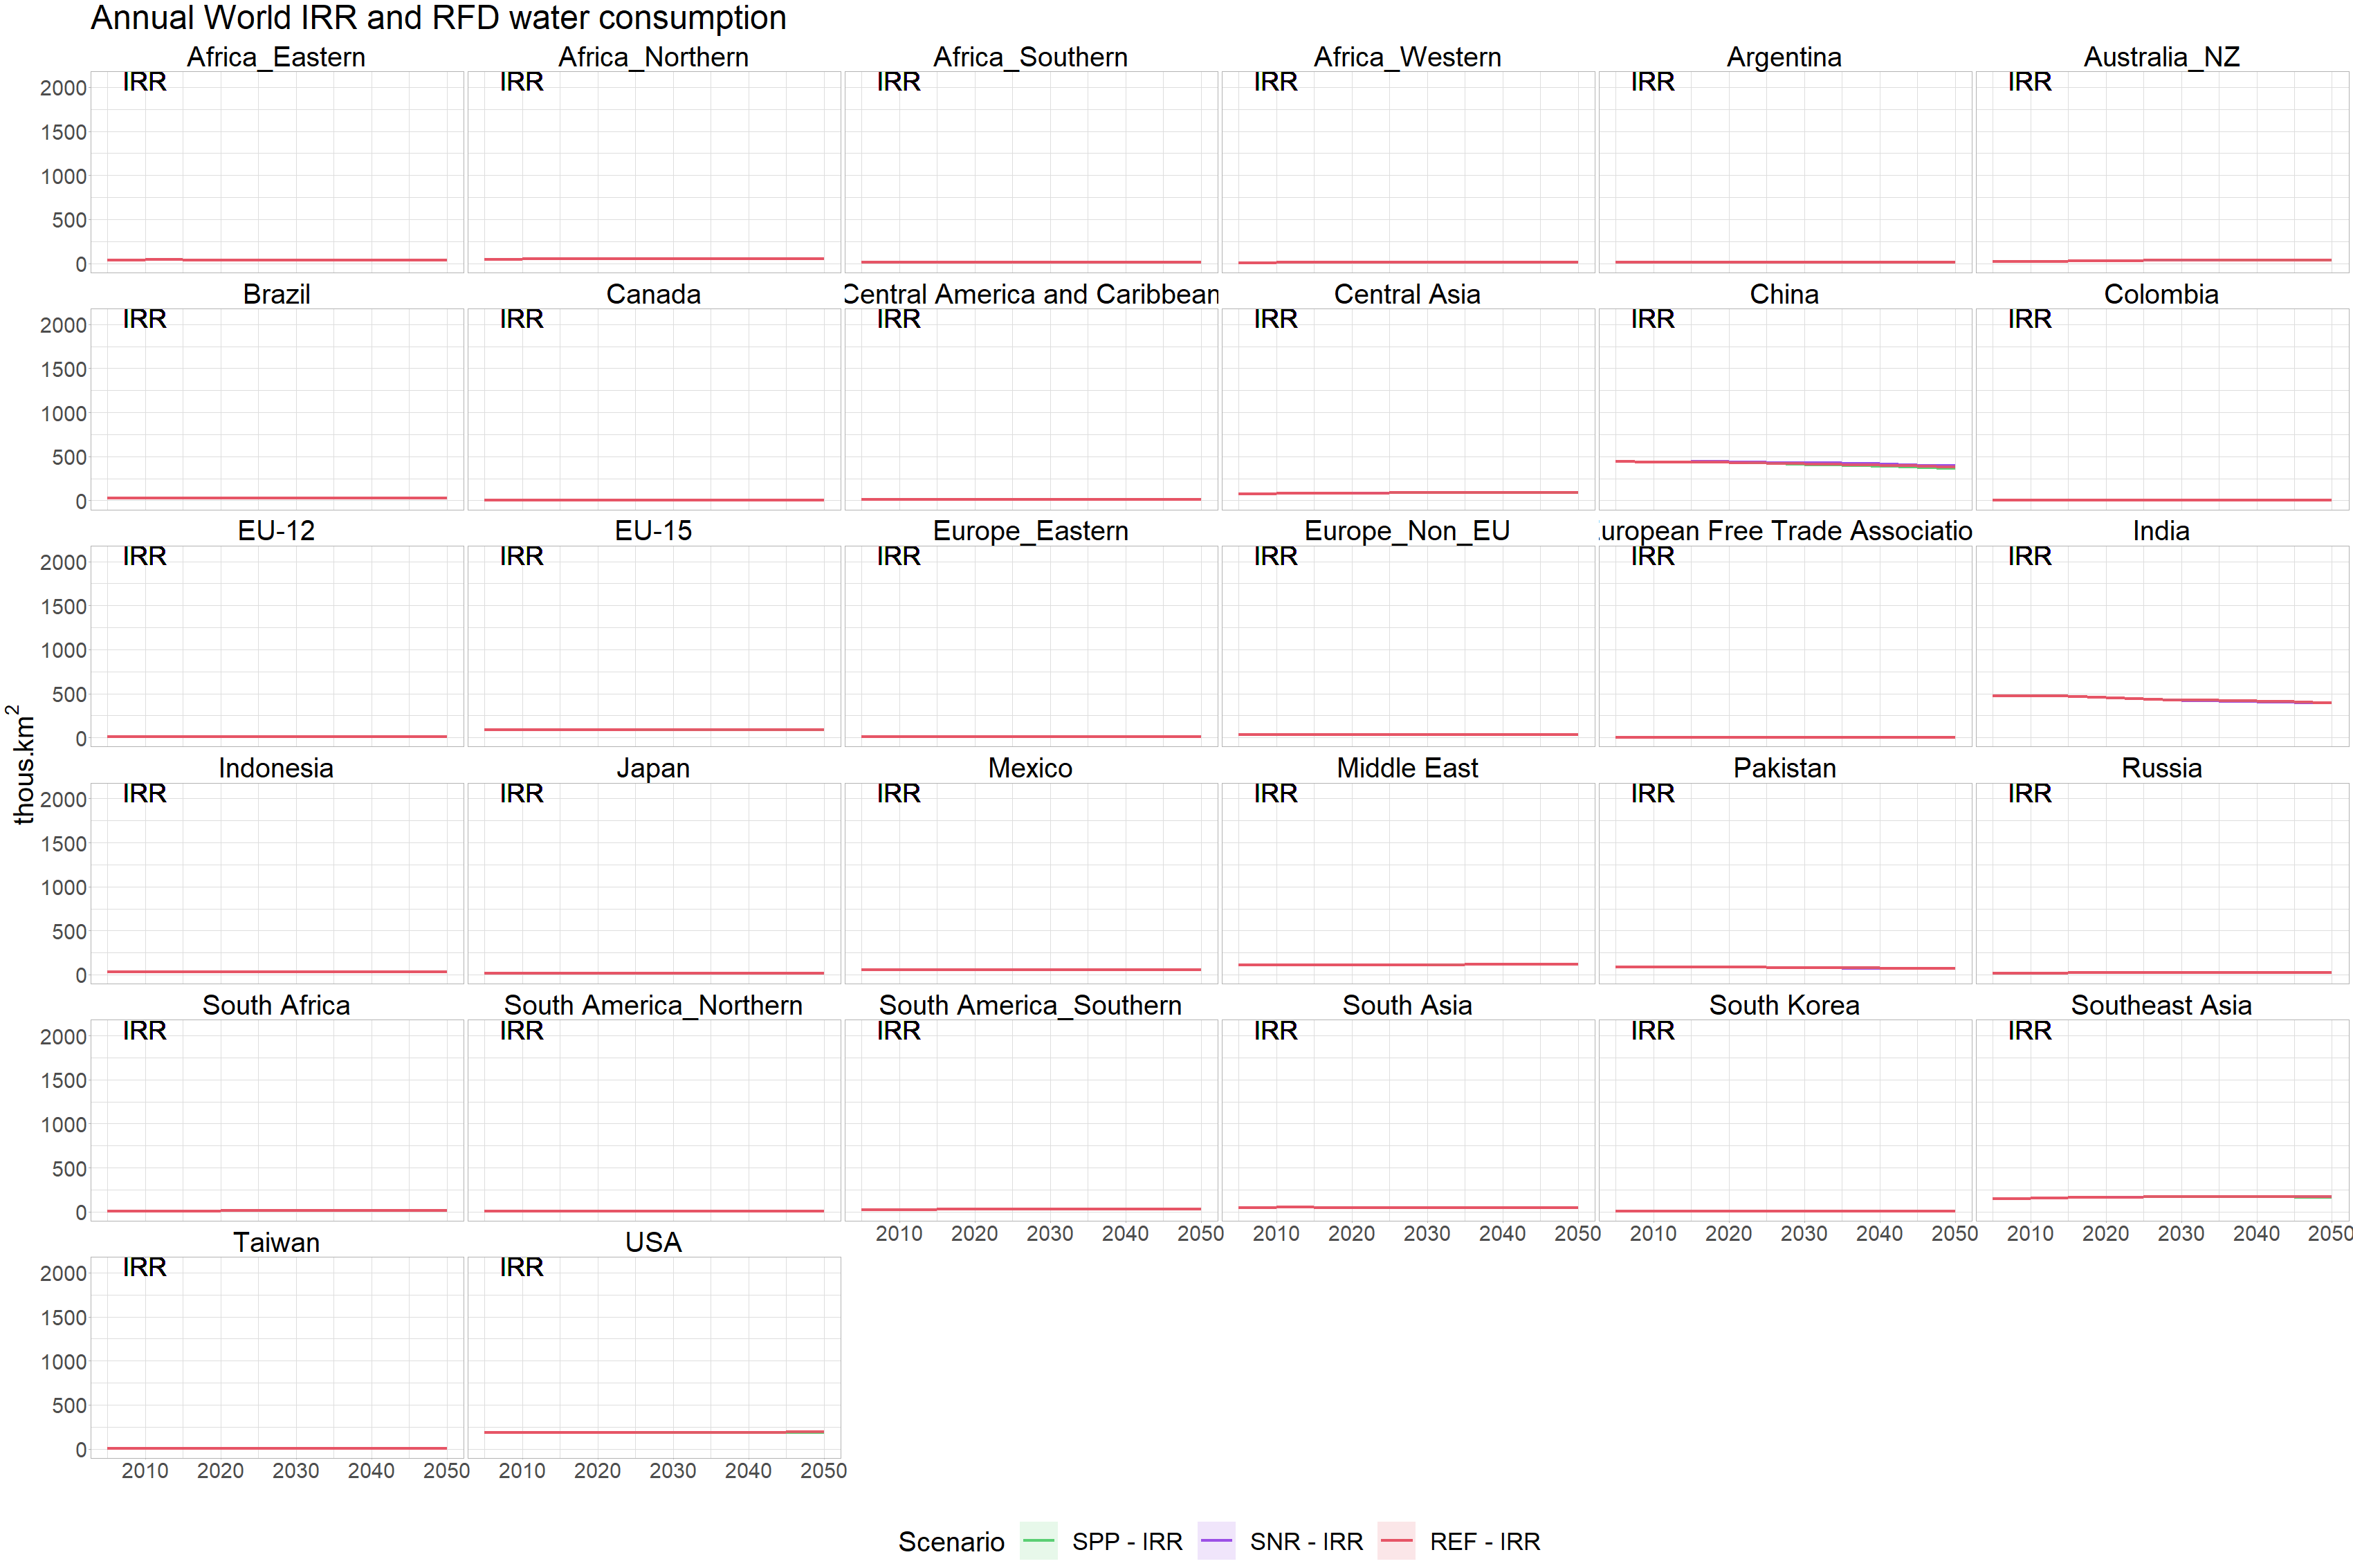 Annual World IRR and RFD water consumption
Africa_Eastern Africa_Northern Africa_Southern Africa_Western Argentina Australia_NZ
2000 IRR IRR IRR IRR IRR IRR
1500
1000
500
0
Brazil Canada Central America and Caribbean Central Asia China Colombia
2000 IRR IRR IRR IRR IRR IRR
1500
1000
500
0
EU-12 EU-15 Europe_Eastern Europe_Non_EU uropean Free Trade Associatio India
2000 IRR IRR IRR IRR IRR IRR
1500
1000
500
0
thous.km²
Indonesia Japan Mexico Middle East Pakistan Russia
2000 IRR IRR IRR IRR IRR IRR
1500
1000
500
0
South Africa South America_Northern South America_Southern South Asia South Korea Southeast Asia
2000 IRR IRR IRR IRR IRR IRR
1500
1000
500
0
2010 2020 2030 2040 2050 2010 2020 2030 2040 2050 2010 2020 2030 2040 2050 2010 2020 2030 2040 2050
Taiwan USA
2000 IRR IRR
1500
1000
500
0
2010 2020 2030 2040 2050 2010 2020 2030 2040 2050
Scenario SPP - IRR SNR - IRR REF - IRR